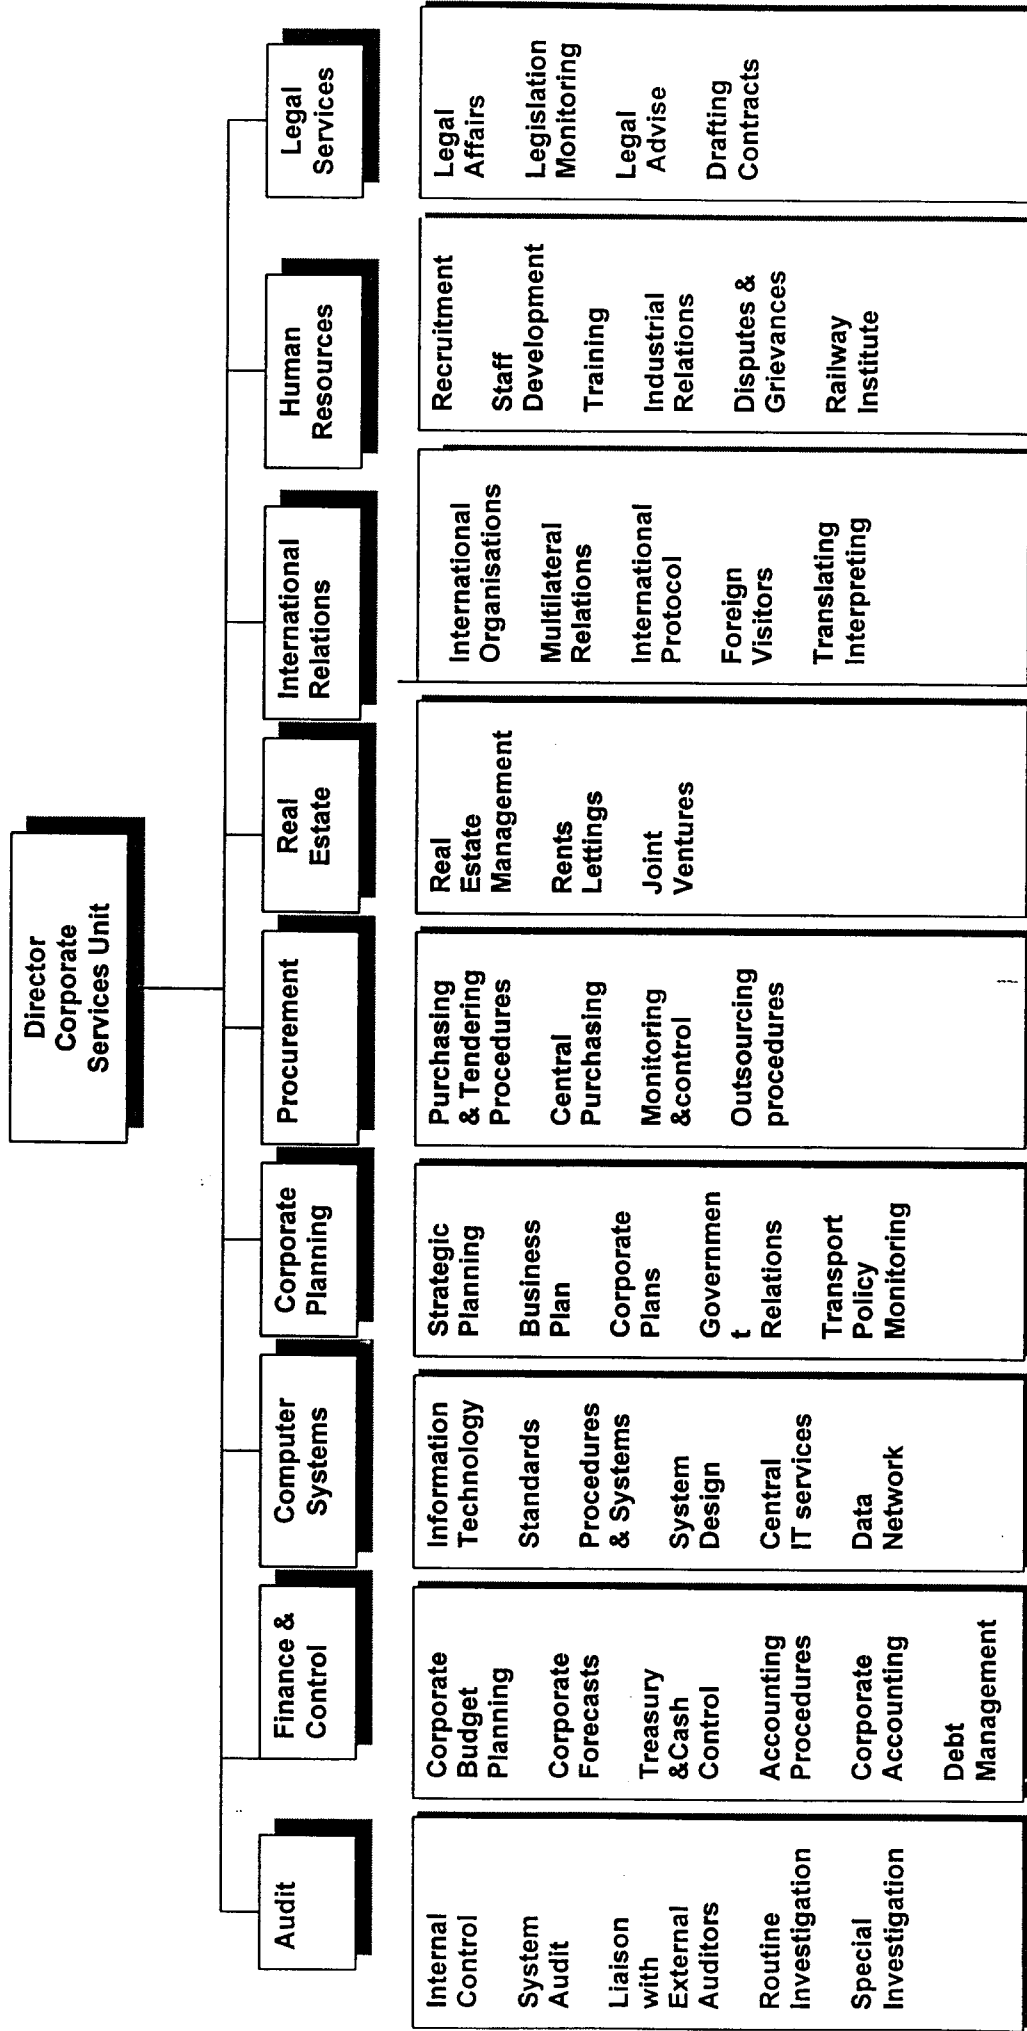 Director
Corporate
Services Unit
Audit
Finance &
Control
Computer
Systems
Corporate
Planning
Procurement
Real
Estate
International
Relations
Human
Resources
Legal
Services
Internal
Control
System
Audit
Liaison
with
External
Auditors
Routine
Investigation
Special
Investigation
Corporate
Budget
Planning
Corporate
Forecasts
Treasury
&Cash
Control
Accounting
Procedures
Corporate
Accounting
Debt
Management
Information
Technology
Standards
Procedures
& Systems
System
Design
Central
IT services
Data
Network
Strategic
Planning
Business
Plan
Corporate
Plans
Governmen
t
Relations
Transport
Policy
Monitoring
Purchasing
& Tendering
Procedures
Central
Purchasing
Monitoring
&control
Outsourcing
procedures
Real
Estate
Management
Rents
Lettings
Joint
Ventures
International
Organisations
Multilateral
Relations
International
Protocol
Foreign
Visitors
Translating
Interpreting
Recruitment
Staff
Development
Training
Industrial
Relations
Disputes &
Grievances
Railway
Institute
Legal
Affairs
Legislation
Monitoring
Legal
Advise
Drafting
Contracts